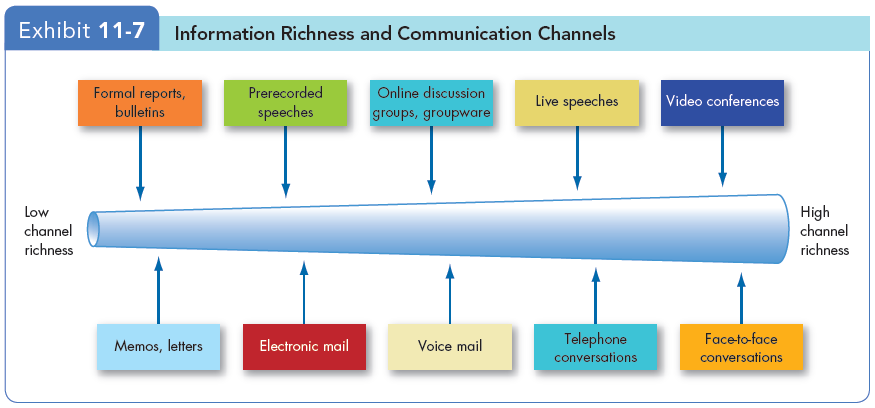 Exhibit 11-7
Information Richness and Communication Channels
Formal reports,
bulletins
Prerecorded
speeches
Online discussion
groups, groupware
Live speeches
Video conferences
Low
channel
richness
High
channel
richness
Memos, letters
Electronic mail
Voice mail
Telephone
conversations
Face-to-face
conversations